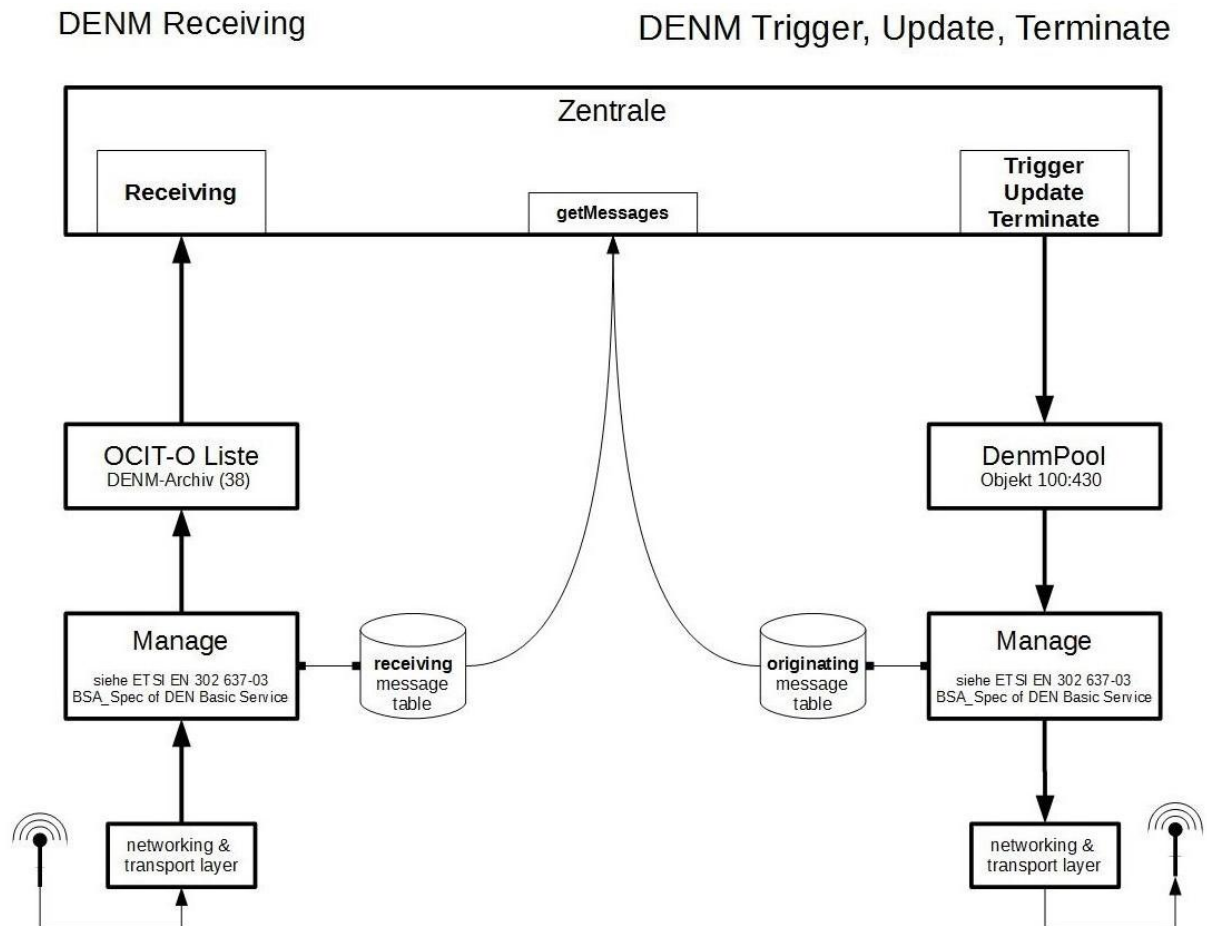 DENM Receiving
DENM Trigger, Update, Terminate
Zentrale
Receiving
getMessages
Trigger
Update
Terminate
OCIT-O Liste
DENM-Archiv (38)
DenmPool
Objekt 100:430
Manage
siehe ETSI EN 302 637-03
BSA_Spec of DEN Basic Service
receiving
message
table
originating
message
table
Manage
siehe ETSI EN 302 637-03
BSA_Spec of DEN Basic Service
networking &
transport layer
networking &
transport layer